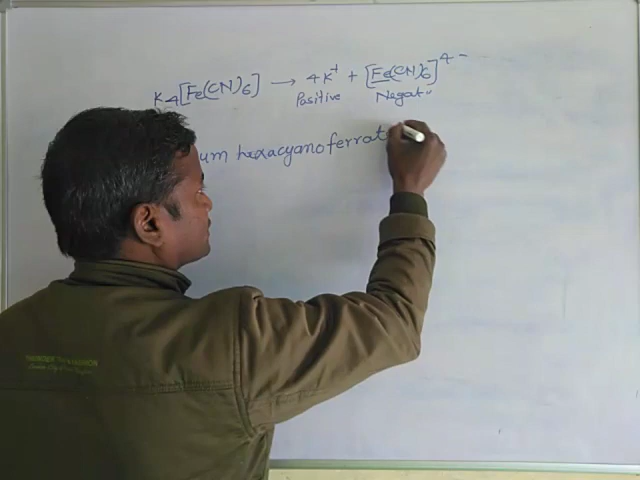 K4[Fe(CN)6] → 4K+ + [Fe(CN)6]4-
Positive Negati
um hexacyanoferrat